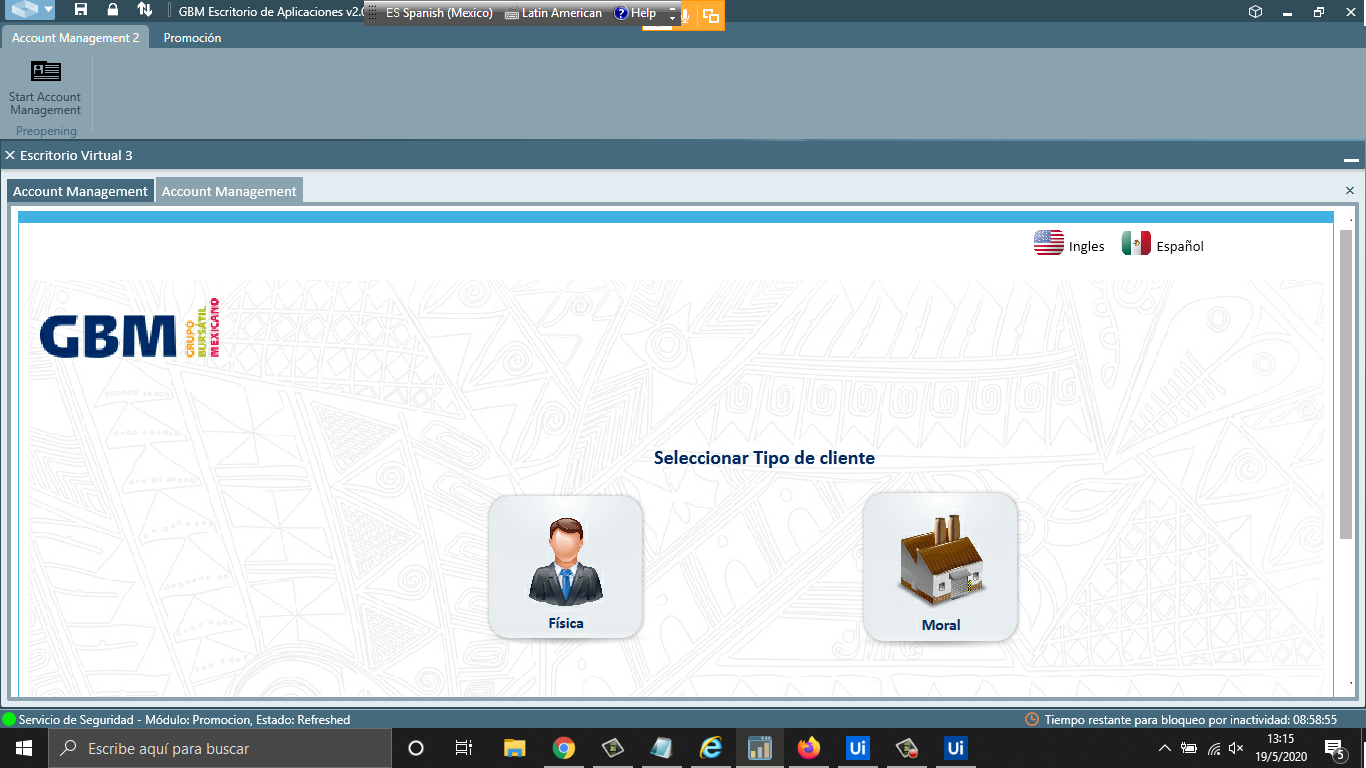 GBM Escritorio de Aplicaciones v2.0
ES Spanish (Mexico) Latin American Help
Account Management 2 Promoción
Start Account
Management
Preopening
Escritorio Virtual 3
Account Management Account Management
Ingles Español
GBM
GRUPO
BURSÁTIL
MEXICANO
Seleccionar Tipo de cliente
Física Moral
Servicio de Seguridad - Módulo: Promocion, Estado: Refreshed Tiempo restante para bloqueo por inactividad: 08:58:55
Escribe aquí para buscar
Ui Ui
13:15
19/5/2020
5